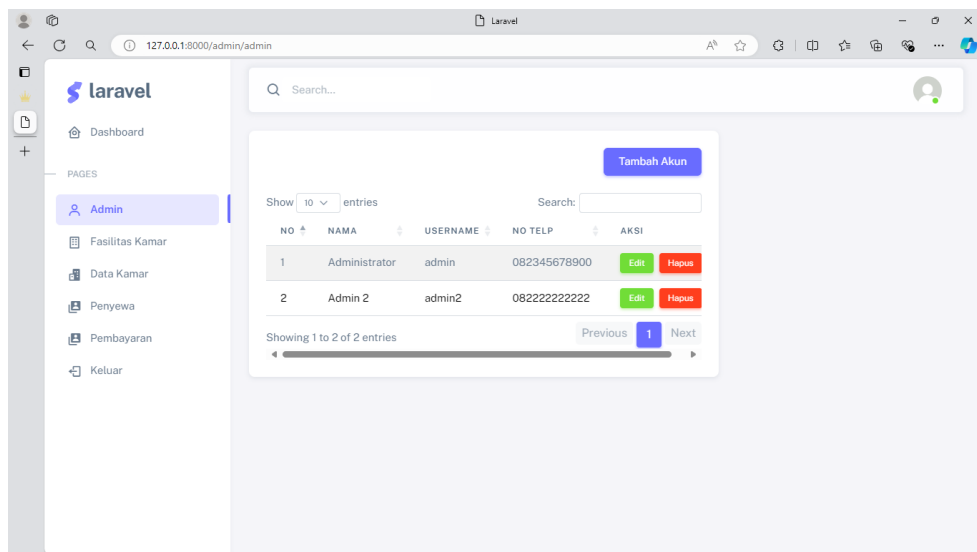 Laravel
127.0.0.1:8000/admin/admin
laravel
Search...
Dashboard
PAGES
Admin
Fasilitas Kamar
Data Kamar
Penyewa
Pembayaran
Keluar
Tambah Akun
Show 10 entries Search:
NO NAMA USERNAME NO TELP AKSI
1 Administrator admin 082345678900 Edit Hapus
2 Admin 2 admin2 082222222222 Edit Hapus
Showing 1 to 2 of 2 entries Previous 1 Next